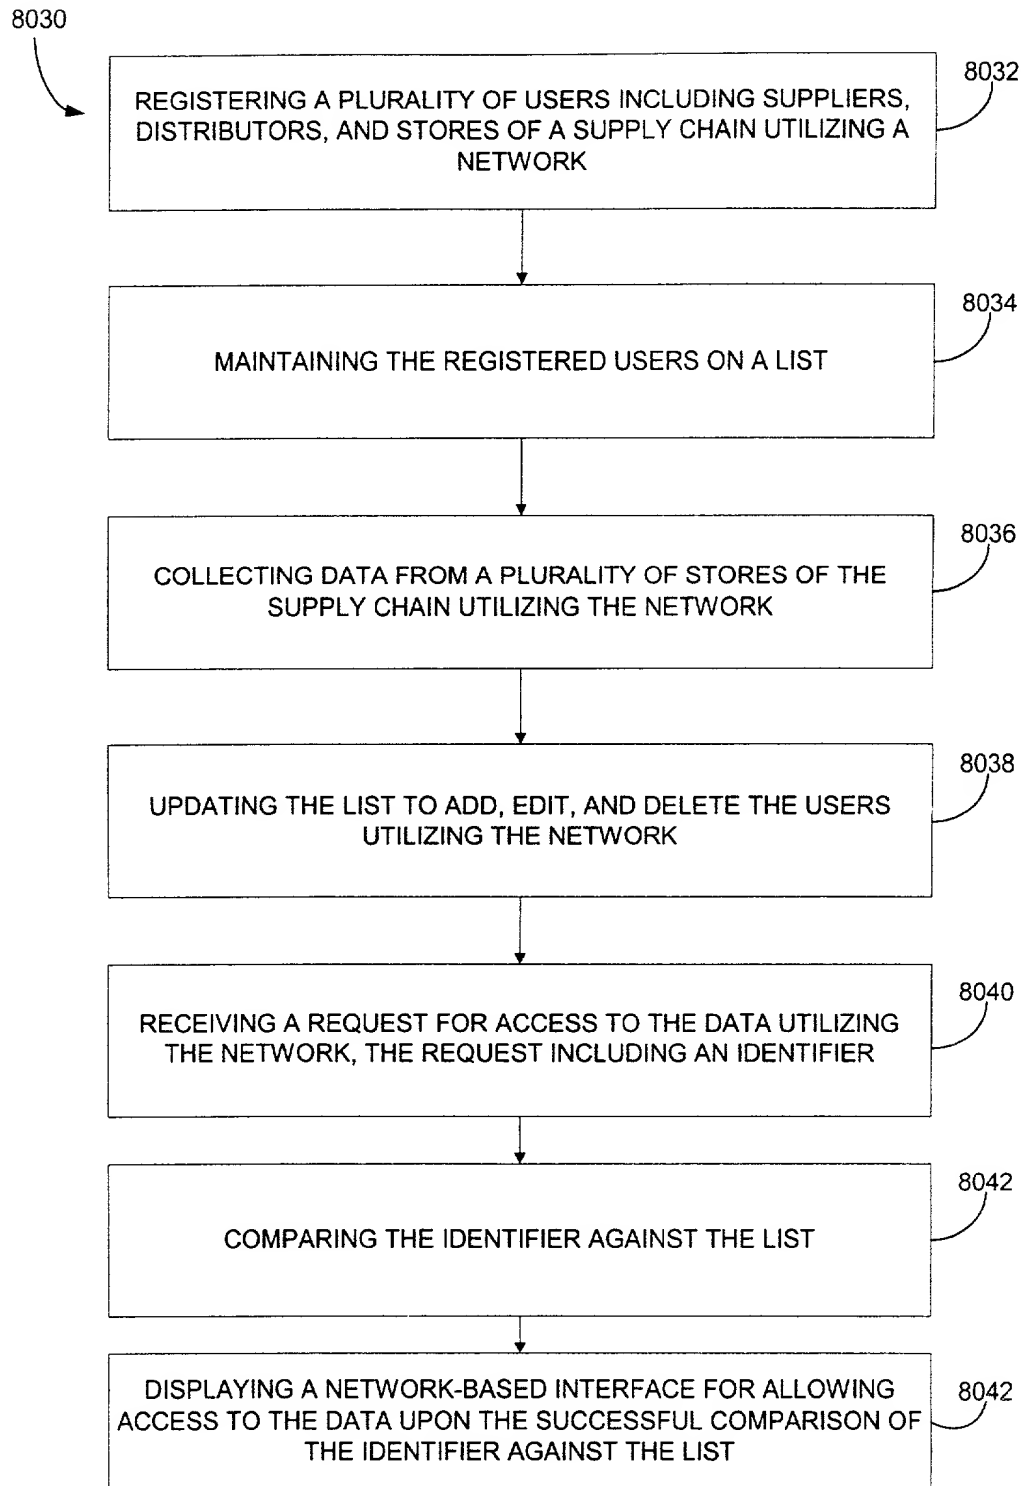 8030
8032
REGISTERING A PLURALITY OF USERS INCLUDING SUPPLIERS,
DISTRIBUTORS, AND STORES OF A SUPPLY CHAIN UTILIZING A
NETWORK
8034
MAINTAINING THE REGISTERED USERS ON A LIST
8036
COLLECTING DATA FROM A PLURALITY OF STORES OF THE
SUPPLY CHAIN UTILIZING THE NETWORK
8038
UPDATING THE LIST TO ADD, EDIT, AND DELETE THE USERS
UTILIZING THE NETWORK
8040
RECEIVING A REQUEST FOR ACCESS TO THE DATA UTILIZING
THE NETWORK, THE REQUEST INCLUDING AN IDENTIFIER
8042
COMPARING THE IDENTIFIER AGAINST THE LIST
8042
DISPLAYING A NETWORK-BASED INTERFACE FOR ALLOWING
ACCESS TO THE DATA UPON THE SUCCESSFUL COMPARISON OF
THE IDENTIFIER AGAINST THE LIST